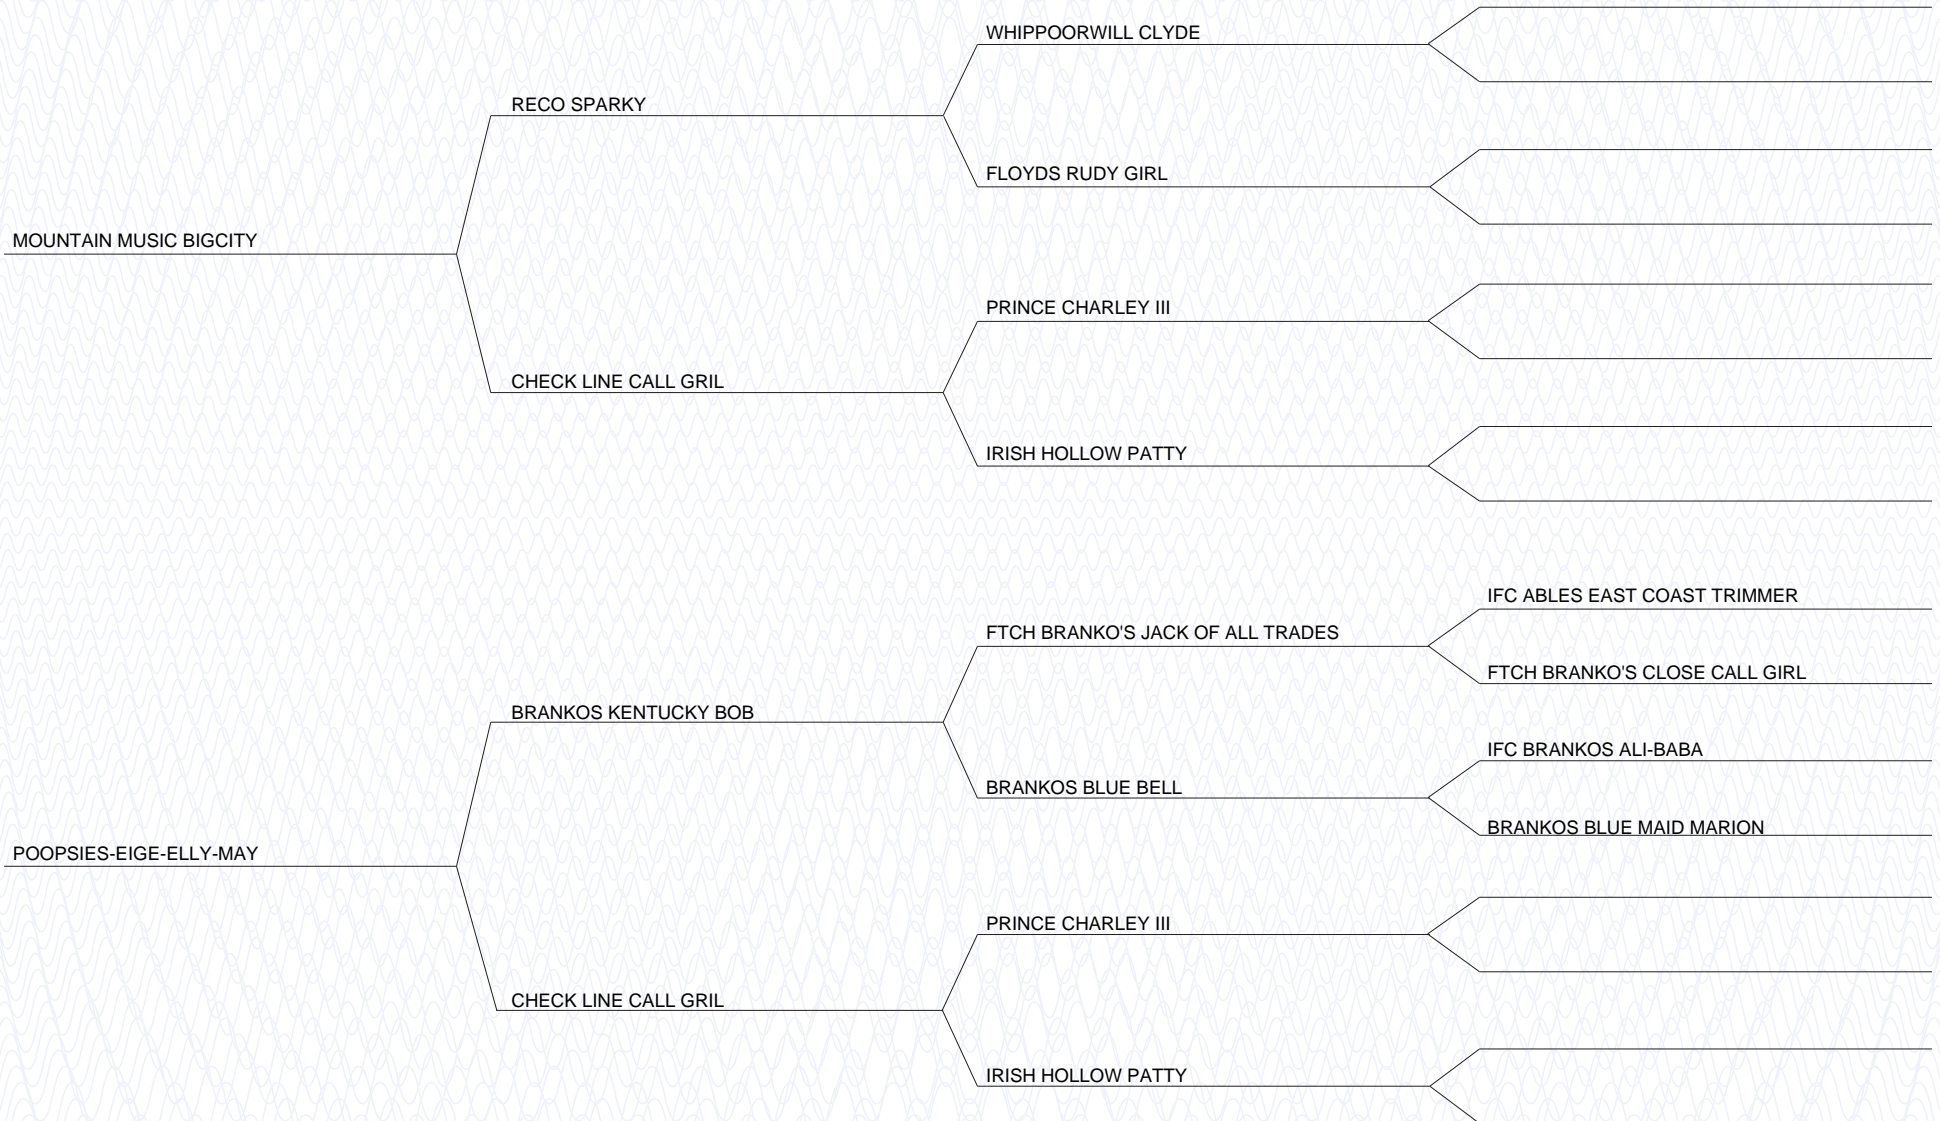 WHIPPOORWILL CLYDE
RECO SPARKY
FLOYDS RUDY GIRL
MOUNTAIN MUSIC BIGCITY
PRINCE CHARLEY III
CHECK LINE CALL GRIL
IRISH HOLLOW PATTY
IFC ABLES EAST COAST TRIMMER
FTCH BRANKO'S JACK OF ALL TRADES
FTCH BRANKO'S CLOSE CALL GIRL
BRANKOS KENTUCKY BOB
IFC BRANKOS ALI-BABA
BRANKOS BLUE BELL
BRANKOS BLUE MAID MARION
POOPSIES-EIGE-ELLY-MAY
PRINCE CHARLEY III
CHECK LINE CALL GRIL
IRISH HOLLOW PATTY